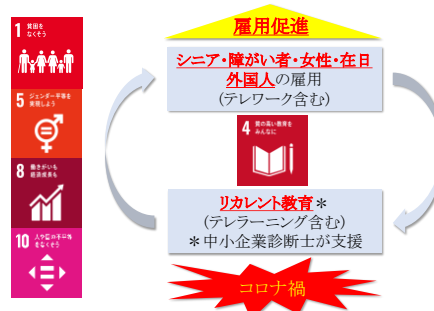 1 貧困を
なくそう
5 ジェンダー平等を
実現しよう
8 働きがいも
経済成長も
10 人や国の不平等
をなくそう
雇用促進
シニア・障がい者・女性・在日
外国人の雇用
(テレワーク含む)
4 質の高い教育を
みんなに
リカレント教育*
(テレラーニング含む)
*中小企業診断士が支援
コロナ禍